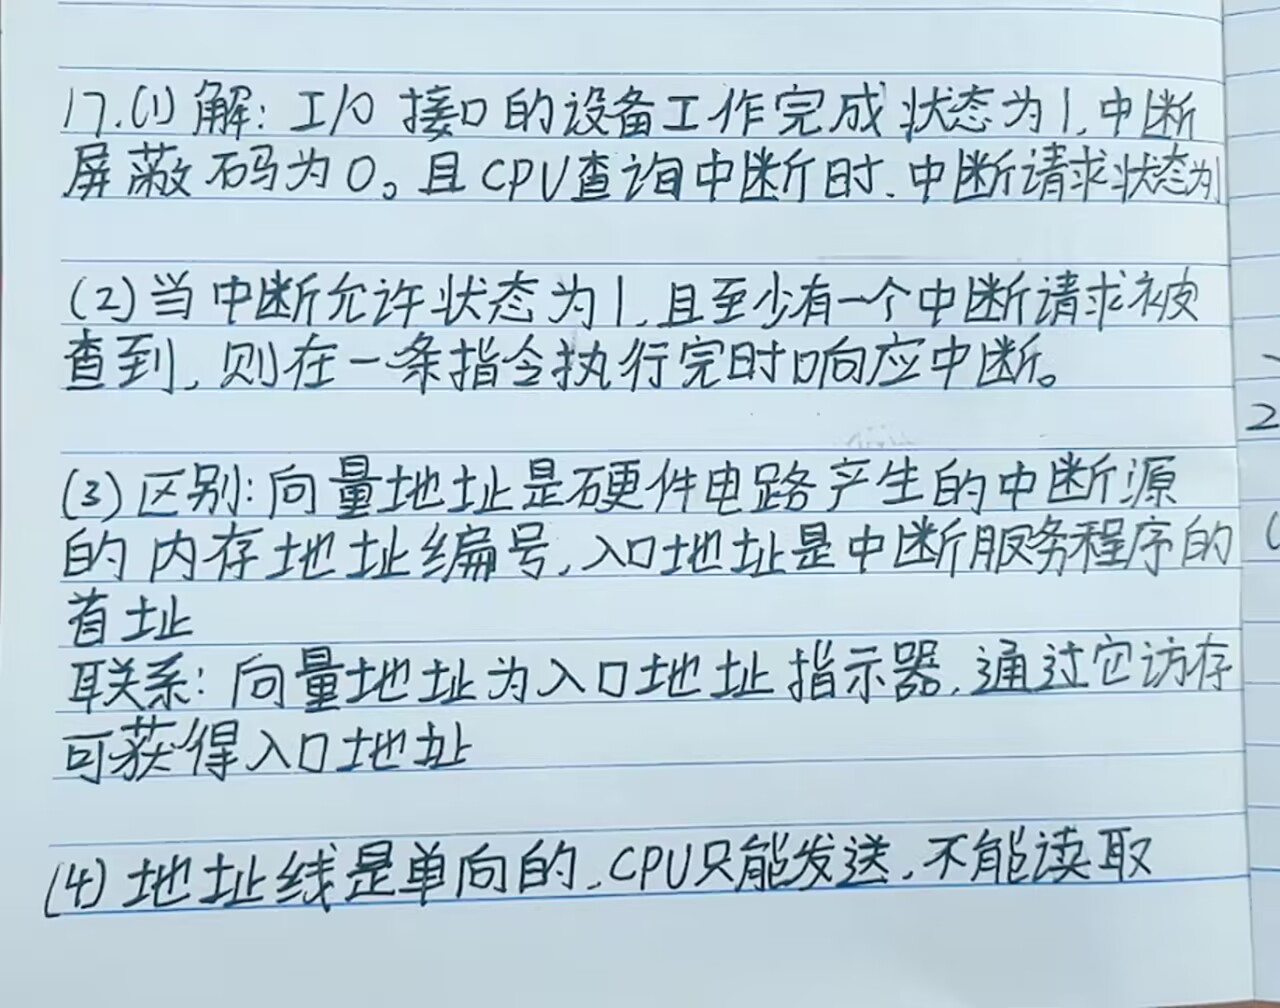 17.(1) 解: I/O 接口的设备工作完成状态为1,中断
屏蔽码为0。且CPU查询中断时,中断请求状态为1
(2)当中断允许状态为1,且至少有一个中断请求被
查到,则在一条指令执行完时响应中断。
(3)区别:向量地址是硬件电路产生的中断源
的内存地址编号,入口地址是中断服务程序的
首址
联关系:向量地址为入口地址指示器,通过它访存
可获得入口地址
(4)地址线是单向的,CPU只能发送,不能读取
2